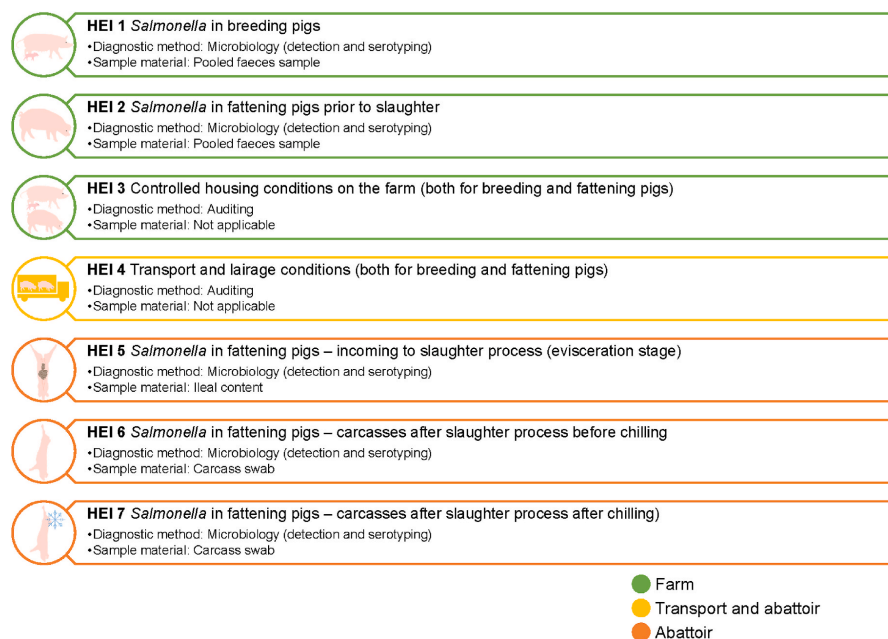 HEI 1 Salmonella in breeding pigs
•Diagnostic method: Microbiology (detection and serotyping)
•Sample material: Pooled faeces sample
HEI 2 Salmonella in fattening pigs prior to slaughter
•Diagnostic method: Microbiology (detection and serotyping)
•Sample material: Pooled faeces sample
HEI 3 Controlled housing conditions on the farm (both for breeding and fattening pigs)
•Diagnostic method: Auditing
•Sample material: Not applicable
HEI 4 Transport and lairage conditions (both for breeding and fattening pigs)
•Diagnostic method: Auditing
•Sample material: Not applicable
HEI 5 Salmonella in fattening pigs – incoming to slaughter process (evisceration stage)
•Diagnostic method: Microbiology (detection and serotyping)
•Sample material: Ileal content
HEI 6 Salmonella in fattening pigs – carcasses after slaughter process before chilling
•Diagnostic method: Microbiology (detection and serotyping)
•Sample material: Carcass swab
HEI 7 Salmonella in fattening pigs – carcasses after slaughter process after chilling)
•Diagnostic method: Microbiology (detection and serotyping)
•Sample material: Carcass swab
Farm
Transport and abattoir
Abattoir